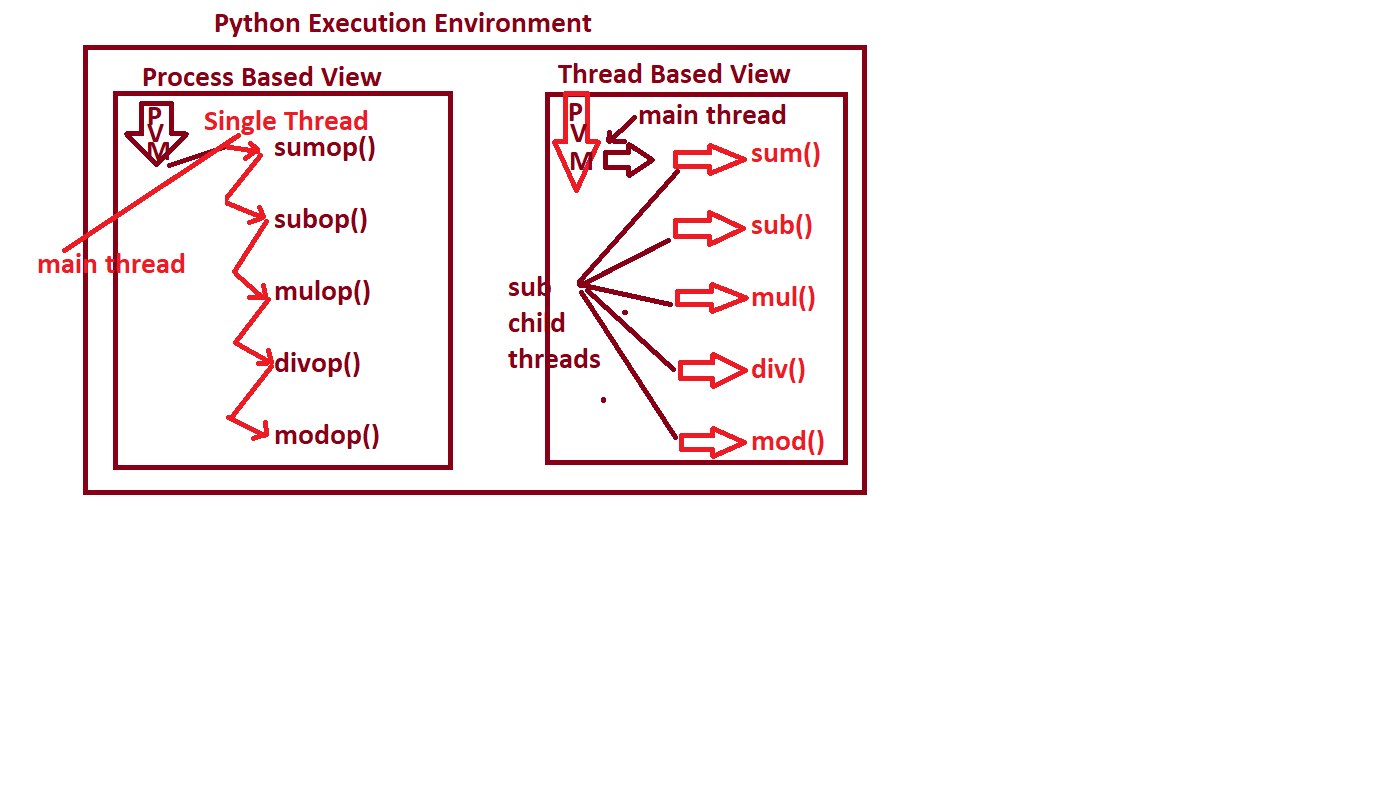 Python Execution Environment
Process Based View
P
V
M
Single Thread
sumop()
subop()
main thread
mulop()
divop()
modop()
Thread Based View
P
V
M
main thread
sum()
sub()
sub
child
threads
mul()
div()
mod()